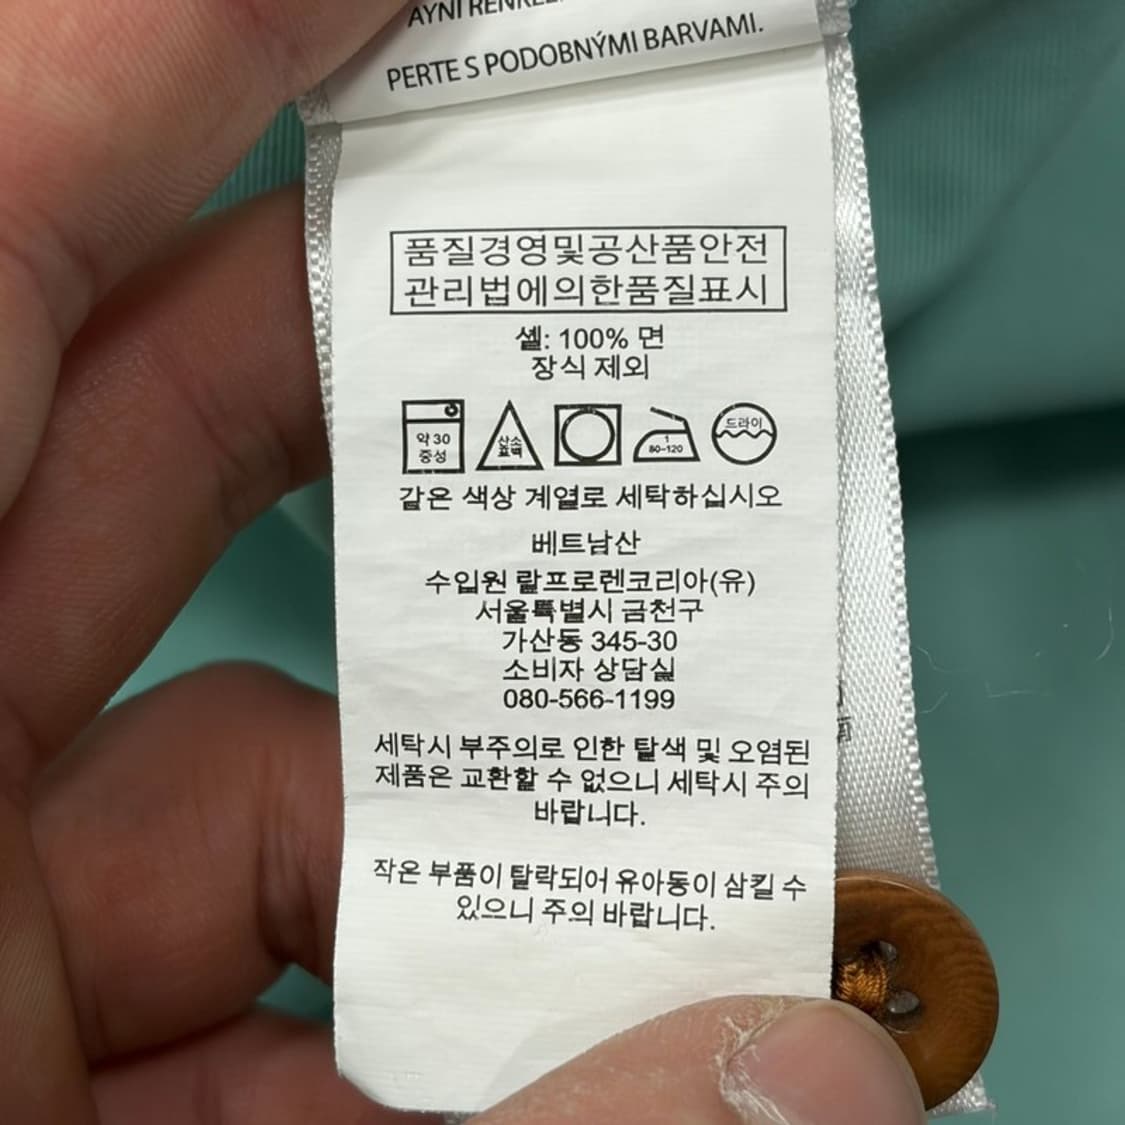 AYNI
PERTE S PODOBNÝMI BARVAMI.
품질경영및공산품안전
관리법에의한품질표시
셸: 100% 면
장식 제외
약 30
중성
산소
표백
1
80-120
드라이
같은 색상 계열로 세탁하십시오
베트남산
수입원 랄프로렌코리아(유)
서울특별시 금천구
가산동 345-30
소비자 상담실
080-566-1199
세탁시 부주의로 인한 탈색 및 오염된
제품은 교환할 수 없으니 세탁시 주의
바랍니다.
작은 부품이 탈락되어 유아동이 삼킬 수
있으니 주의 바랍니다.